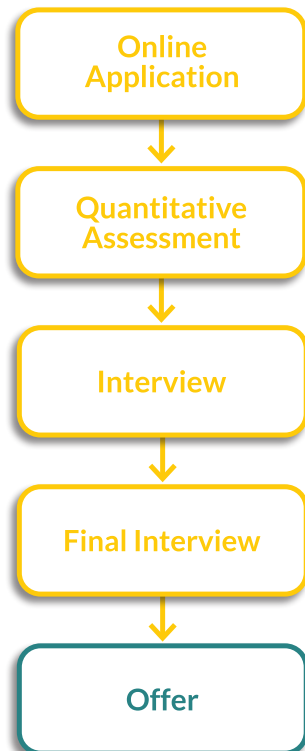 Online
Application
Quantitative
Assessment
Interview
Final Interview
Offer